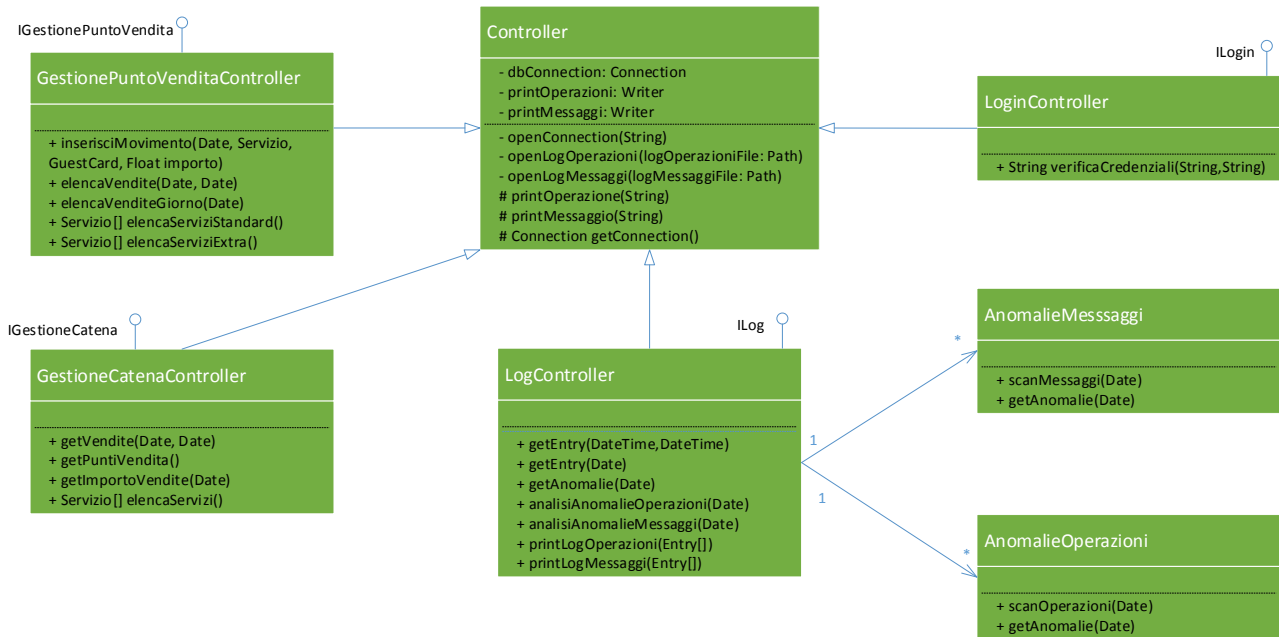 IGestionePuntoVendita
GestionePuntoVenditaController
+ inserisciMovimento(Date, Servizio,
GuestCard, Float importo)
+ elencaVendite(Date, Date)
+ elencaVenditeGiorno(Date)
+ Servizio[] elencaServiziStandard()
+ Servizio[] elencaServiziExtra()
Controller
- dbConnection: Connection
- printOperazioni: Writer
- printMessaggi: Writer
- openConnection(String)
- openLogOperazioni(logOperazioniFile: Path)
- openLogMessaggi(logMessaggiFile: Path)
# printOperazione(String)
# printMessaggio(String)
# Connection getConnection()
ILogin
LoginController
+ String verificaCredenziali(String,String)
IGestioneCatena
GestioneCatenaController
+ getVendite(Date, Date)
+ getPuntiVendita()
+ getImportoVendite(Date)
+ Servizio[] elencaServizi()
ILog
LogController
+ getEntry(DateTime,DateTime)
+ getEntry(Date)
+ getAnomalie(Date)
+ analisiAnomalieOperazioni(Date)
+ analisiAnomalieMessaggi(Date)
+ printLogOperazioni(Entry[])
+ printLogMessaggi(Entry[])
1
*
1
*
AnomalieMesssaggi
+ scanMessaggi(Date)
+ getAnomalie(Date)
AnomalieOperazioni
+ scanOperazioni(Date)
+ getAnomalie(Date)